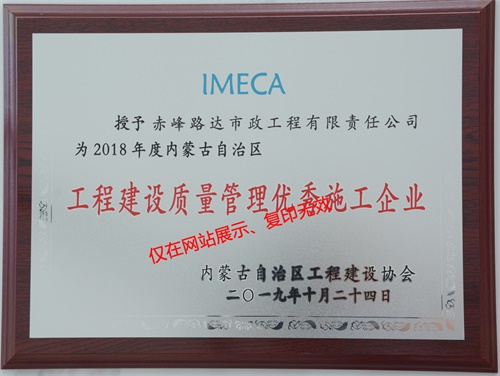 IMECA
授予赤峰路达市政工程有限责任公司
为2018年度内蒙古自治区
工程建设质量管理优秀施工企业
仅在网站展示、复印无效
内蒙古自治区工程建设协会
二〇一九年十月二十四日